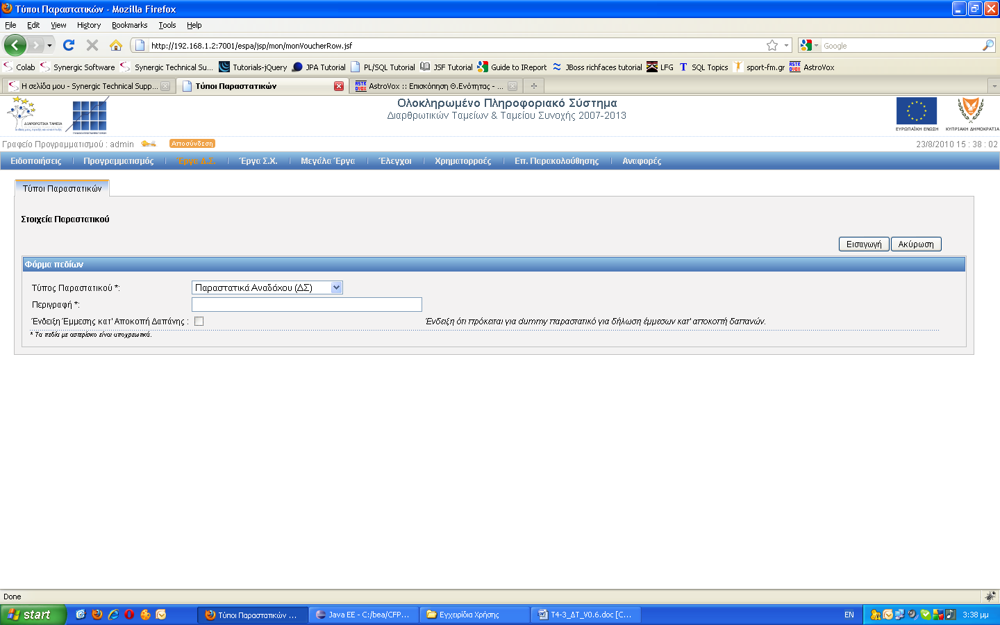 Τύποι Παραστατικών - Mozilla Firefox
File Edit View History Bookmarks Tools Help
http://192.168.1.2:7001/espa/jsp/mon/monVoucherRow.jsf
Google
Colab Synergic Software Synergic Technical Su... Tutorials-jQuery JPA Tutorial PL/SQL Tutorial JSF Tutorial Guide to IReport JBoss richfaces tutorial LFG SQL Topics sport-fm.gr AstroVox
Η σελίδα μου - Synergic Technical Supp... Τύποι Παραστατικών AstroVox :: Επισκόπηση Θ.Ενότητας - ...
Ολοκληρωμένο Πληροφοριακό Σύστημα
Διαρθρωτικών Ταμείων & Ταμείου Συνοχής 2007-2013
ΔΙΑΡΘΡΩΤΙΚΑ ΤΑΜΕΙΑ
ΕΥΡΩΠΑΪΚΗ ΕΝΩΣΗ ΚΥΠΡΙΑΚΗ ΔΗΜΟΚΡΑΤΙΑ
Γραφείο Προγραμματισμού : admin Αποσύνδεση 23/8/2010 15 : 38 : 02
Ειδοποιήσεις Προγραμματισμός Έργα Δ.Σ. Έργα Σ.Χ. Μεγάλα Έργα Έλεγχοι Χρηματορροές Επ. Παρακολούθησης Αναφορές
Τύποι Παραστατικών
Στοιχεία Παραστατικού
Εισαγωγή Ακύρωση
Φόρμα πεδίων
Τύπος Παραστατικού *: Παραστατικά Αναδόχου (ΔΣ)
Περιγραφή *:
Ένδειξη Έμμεσης κατ' Αποκοπή Δαπάνης : Ένδειξη ότι πρόκειται για dummy παραστατικό για δήλωση έμμεσων κατ' αποκοπή δαπανών.
* Τα πεδία με αστερίσκο είναι υποχρεωτικά.
Done
start Τύποι Παραστατικών ... Java EE - C:/bea/CFP... Εγχειρίδια Χρήσης T4-3_ΔΤ_V0.6.doc [C... EN 3:38 μμ